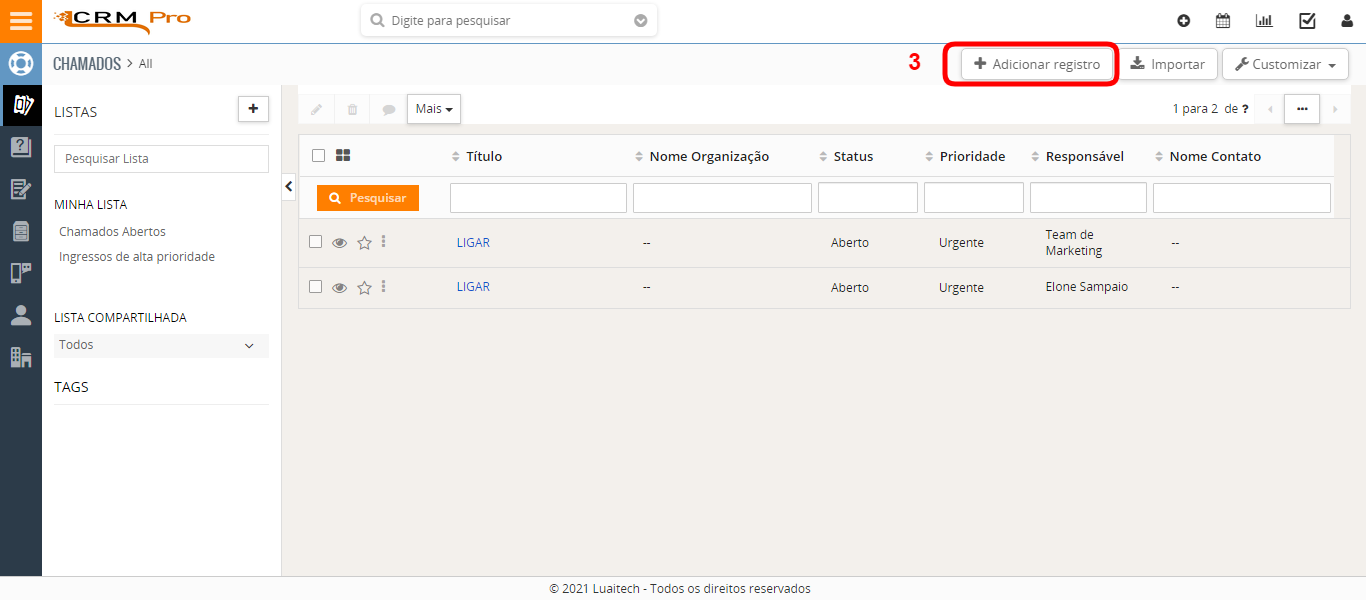 CRM Pro
Digite para pesquisar
CHAMADOS > All
3
Adicionar registro
Importar
Customizar
LISTAS
Pesquisar Lista
MINHA LISTA
Chamados Abertos
Ingressos de alta prioridade
LISTA COMPARTILHADA
Todos
TAGS
Mais
1 para 2 de ?
Título Nome Organização Status Prioridade Responsável Nome Contato
Pesquisar
LIGAR -- Aberto Urgente Team de Marketing --
LIGAR -- Aberto Urgente Elone Sampaio --
© 2021 Luaitech - Todos os direitos reservados